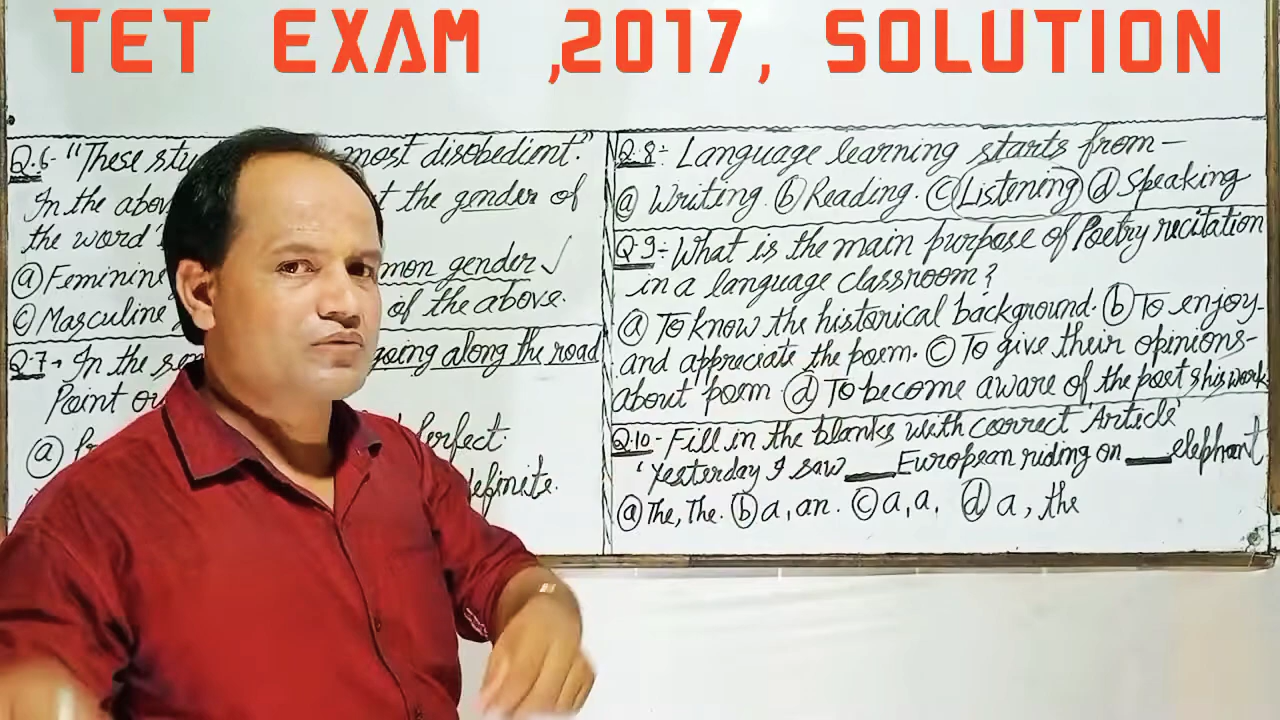 TET EXAM ,2017, SOLUTION
Q.6- "These stu most disobedient."
In the abov t the gender of
the word
(a) Feminine mon gender ✓
(c) Masculine of the above.
Q.7→ In the sen going along the road
Point ou
(a) P erfect.
efinite.
Q.8:- Language learning starts from-
(a) Writing. (b) Reading. (c) Listening (d) Speaking
Q.9:- What is the main purpose of Poetry recitation
in a language classroom?
(a) To know the historical background. (b) To enjoy-
and appreciate the poem. (c) To give their opinions-
about poem (d) To become aware of the poet & his work
Q.10- Fill in the blanks with correct 'Article'
'Yesterday I saw ___ European riding on ___ elephant
(a) The, The. (b) a, an. (c) a, a. (d) a, the